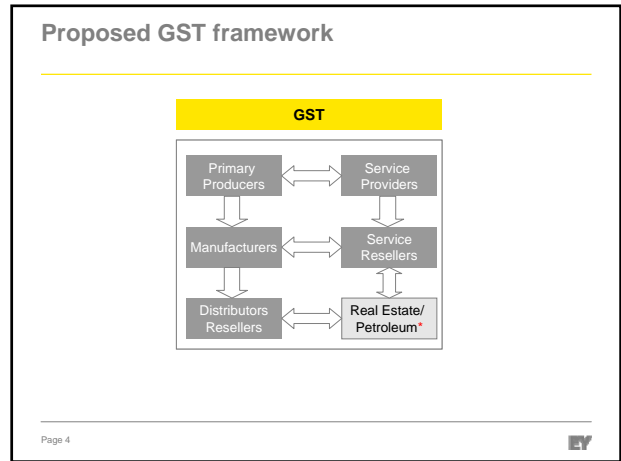 Proposed GST framework
GST
Primary
Producers
Service
Providers
Manufacturers
Service
Resellers
Distributors
Resellers
Real Estate/
Petroleum*
Page 4
EY